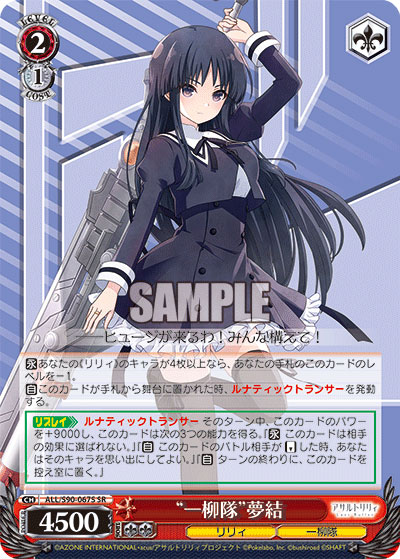 LEVEL
2
1
COST
SAMPLE
ヒュージが来るわ！みんな構えて！
永 あなたの《リリィ》のキャラが4枚以上なら、あなたの手札のこのカードのレ
ベルを－1。
自 このカードが手札から舞台に置かれた時、ルナティックトランサーを発動
する。
リプレイ ルナティックトランサー そのターン中、このカードのパワー
を＋9000し、このカードは次の3つの能力を得る。『永 このカードは相手
の効果に選ばれない。』『自 このカードのバトル相手が【】した時、あなた
はそのキャラを思い出にしてよい。』『自 ターンの終わりに、このカードを
控え室に置く。』
CH
ALL/S90-067S SR
4500
“一柳隊”夢結
アサルトリリィ
リリィ
一柳隊
©AZONE INTERNATIONAL・acus/アサルトリリィプロジェクト ©Pokelabo, Inc. ©bushiroad ©SHAFT